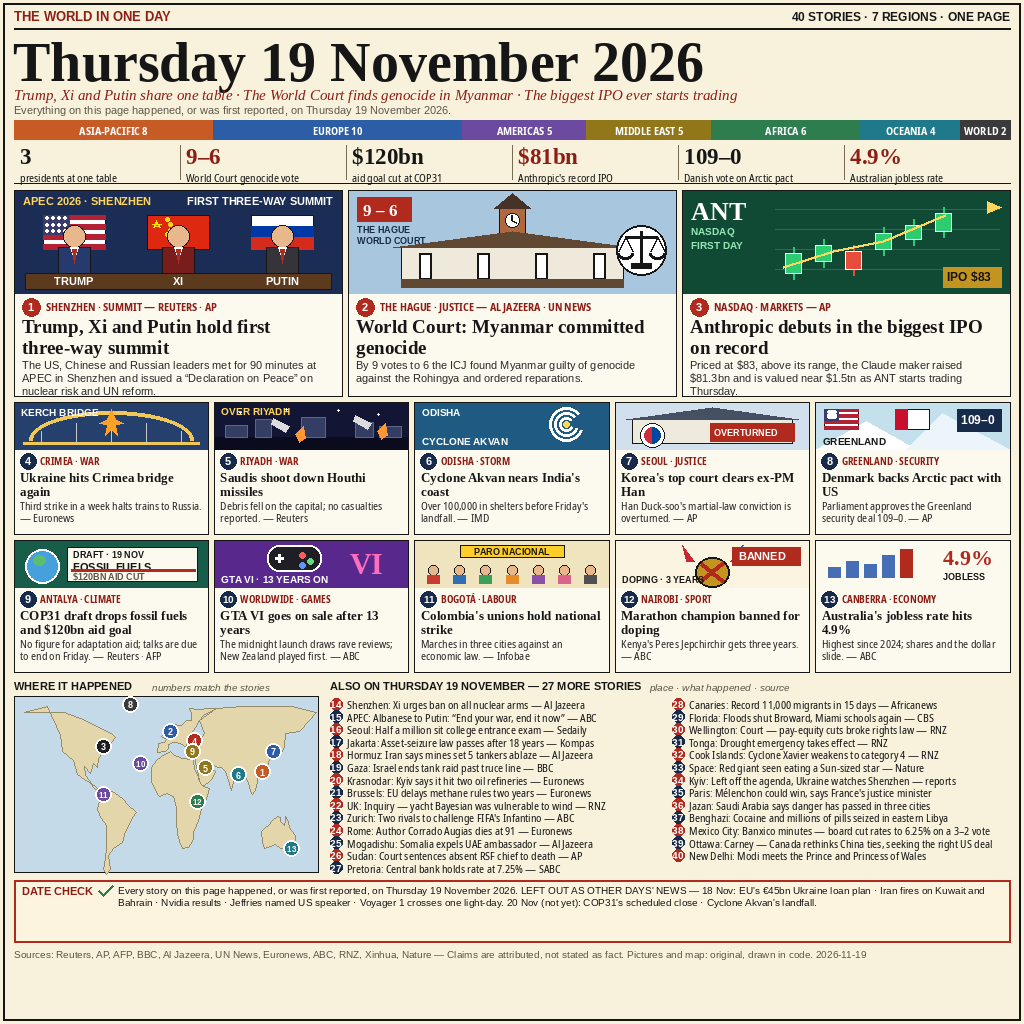 THE WORLD IN ONE DAY
40 STORIES · 7 REGIONS · ONE PAGE
Thursday 19 November 2026
Trump, Xi and Putin share one table · The World Court finds genocide in Myanmar · The biggest IPO ever starts trading
Everything on this page happened, or was first reported, on Thursday 19 November 2026.
ASIA-PACIFIC 8
EUROPE 10
AMERICAS 5
MIDDLE EAST 5
AFRICA 6
OCEANIA 4
WORLD 2
3
presidents at one table
9–6
World Court genocide vote
$120bn
aid goal cut at COP31
$81bn
Anthropic's record IPO
109–0
Danish vote on Arctic pact
4.9%
Australian jobless rate
APEC 2026 · SHENZHEN
FIRST THREE-WAY SUMMIT
TRUMP
XI
PUTIN
1 SHENZHEN · SUMMIT — REUTERS · AP
Trump, Xi and Putin hold first
three-way summit
The US, Chinese and Russian leaders met for 90 minutes at
APEC in Shenzhen and issued a “Declaration on Peace” on
nuclear risk and UN reform.
9 – 6
THE HAGUE
WORLD COURT
2 THE HAGUE · JUSTICE — AL JAZEERA · UN NEWS
World Court: Myanmar committed
genocide
By 9 votes to 6 the ICJ found Myanmar guilty of genocide
against the Rohingya and ordered reparations.
ANT
NASDAQ
FIRST DAY
IPO $83
3 NASDAQ · MARKETS — AP
Anthropic debuts in the biggest IPO
on record
Priced at $83, above its range, the Claude maker raised
$81.3bn and is valued near $1.5tn as ANT starts trading
Thursday.
KERCH BRIDGE
4 CRIMEA · WAR
Ukraine hits Crimea bridge
again
Third strike in a week halts trains to Russia.
— Euronews
OVER RIYADH
5 RIYADH · WAR
Saudis shoot down Houthi
missiles
Debris fell on the capital; no casualties
reported. — Reuters
ODISHA
CYCLONE AKVAN
6 ODISHA · STORM
Cyclone Akvan nears India's
coast
Over 100,000 in shelters before Friday's
landfall. — IMD
OVERTURNED
7 SEOUL · JUSTICE
Korea's top court clears ex-PM
Han
Han Duck-soo's martial-law conviction is
overturned. — AP
109–0
GREENLAND
8 GREENLAND · SECURITY
Denmark backs Arctic pact with
US
Parliament approves the Greenland
security deal 109–0. — AP
DRAFT · 19 NOV
FOSSIL FUELS
$120BN AID CUT
9 ANTALYA · CLIMATE
COP31 draft drops fossil fuels
and $120bn aid goal
No figure for adaptation aid; talks are due
to end on Friday. — Reuters · AFP
VI
GTA VI · 13 YEARS ON
10 WORLDWIDE · GAMES
GTA VI goes on sale after 13
years
The midnight launch draws rave reviews;
New Zealand played first. — ABC
PARO NACIONAL
11 BOGOTÁ · LABOUR
Colombia's unions hold national
strike
Marches in three cities against an
economic law. — Infobae
BANNED
DOPING · 3 YEARS
12 NAIROBI · SPORT
Marathon champion banned for
doping
Kenya's Peres Jepchirchir gets three years.
— ABC
4.9%
JOBLESS
13 CANBERRA · ECONOMY
Australia's jobless rate hits
4.9%
Highest since 2024; shares and the dollar
slide. — ABC
WHERE IT HAPPENED
numbers match the stories
8
2
3
4
9
7
10
5
6
1
11
12
13
ALSO ON THURSDAY 19 NOVEMBER — 27 MORE STORIES
place · what happened · source
14 Shenzhen: Xi urges ban on all nuclear arms — Al Jazeera
15 APEC: Albanese to Putin: “End your war, end it now” — ABC
16 Seoul: Half a million sit college entrance exam — Sedaily
17 Jakarta: Asset-seizure law passes after 18 years — Kompas
18 Hormuz: Iran says mines set 5 tankers ablaze — Al Jazeera
19 Gaza: Israel ends tank raid past truce line — BBC
20 Krasnodar: Kyiv says it hit two oil refineries — Euronews
21 Brussels: EU delays methane rules two years — Euronews
22 UK: Inquiry — yacht Bayesian was vulnerable to wind — RNZ
23 Zurich: Two rivals to challenge FIFA's Infantino — ABC
24 Rome: Author Corrado Augias dies at 91 — Euronews
25 Mogadishu: Somalia expels UAE ambassador — Al Jazeera
26 Sudan: Court sentences absent RSF chief to death — AP
27 Pretoria: Central bank holds rate at 7.25% — SABC
28 Canaries: Record 11,000 migrants in 15 days — Africanews
29 Florida: Floods shut Broward, Miami schools again — CBS
30 Wellington: Court — pay-equity cuts broke rights law — RNZ
31 Tonga: Drought emergency takes effect — RNZ
32 Cook Islands: Cyclone Xavier weakens to category 4 — RNZ
33 Space: Red giant seen eating a Sun-sized star — Nature
34 Kyiv: Left off the agenda, Ukraine watches Shenzhen — reports
35 Paris: Mélenchon could win, says France's justice minister
36 Jazan: Saudi Arabia says danger has passed in three cities
37 Benghazi: Cocaine and millions of pills seized in eastern Libya
38 Mexico City: Banxico minutes — board cut rates to 6.25% on a 3–2 vote
39 Ottawa: Carney — Canada rethinks China ties, seeking the right US deal
40 New Delhi: Modi meets the Prince and Princess of Wales
DATE CHECK
Every story on this page happened, or was first reported, on Thursday 19 November 2026. LEFT OUT AS OTHER DAYS' NEWS — 18 Nov: EU's €45bn Ukraine loan plan · Iran fires on Kuwait and
Bahrain · Nvidia results · Jeffries named US speaker · Voyager 1 crosses one light-day. 20 Nov (not yet): COP31's scheduled close · Cyclone Akvan's landfall.
Sources: Reuters, AP, AFP, BBC, Al Jazeera, UN News, Euronews, ABC, RNZ, Xinhua, Nature — Claims are attributed, not stated as fact. Pictures and map: original, drawn in code. 2026-11-19